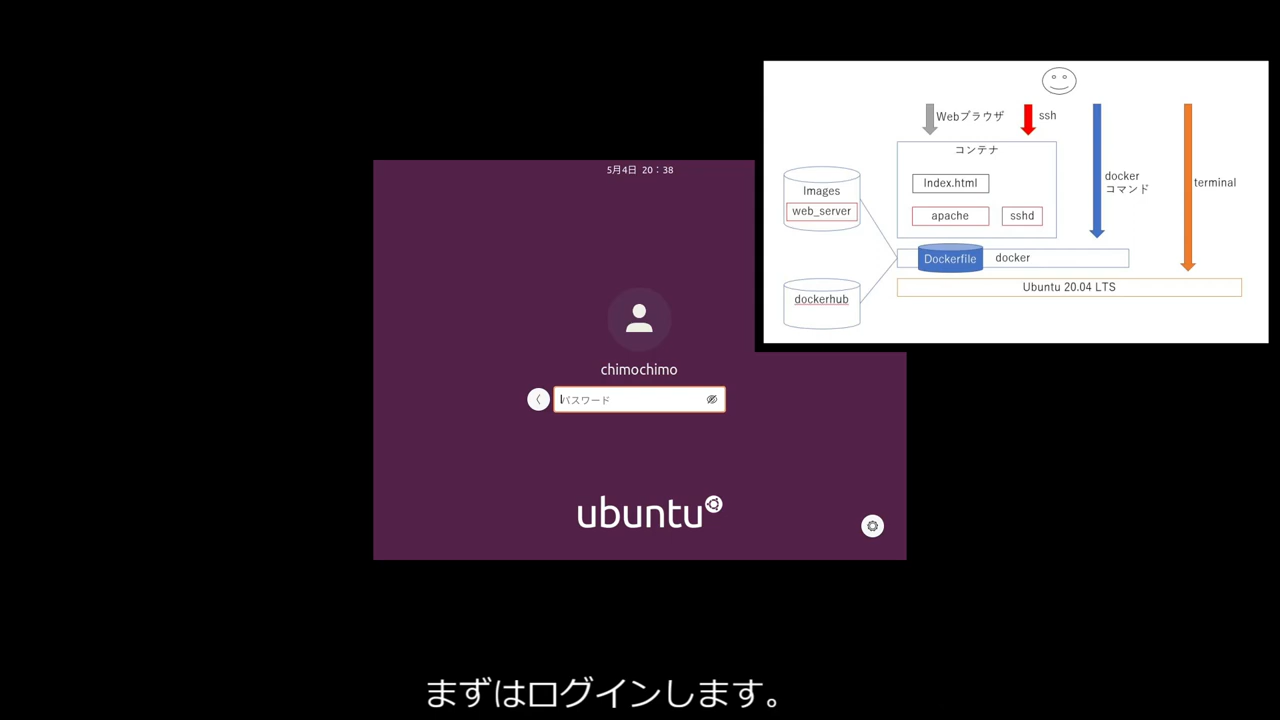 5月4日 20：38
chimochimo
パスワード
ubuntu
Webブラウザ
ssh
コンテナ
Index.html
apache
sshd
docker
コマンド
terminal
Images
web_server
Dockerfile
docker
dockerhub
Ubuntu 20.04 LTS
まずはログインします。